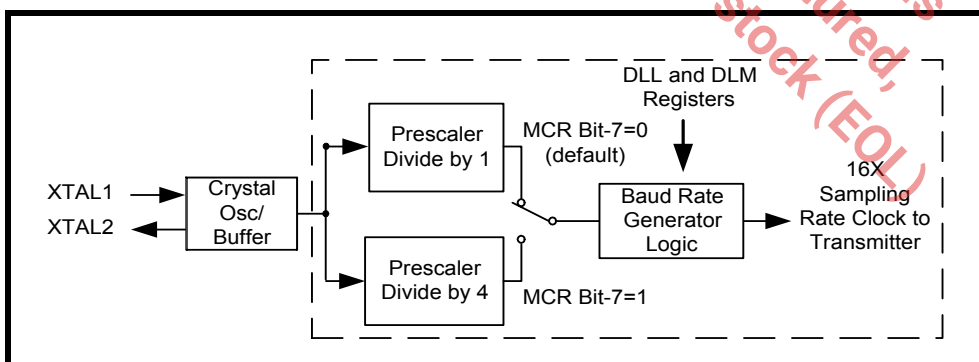 DLL and DLM
Registers
Prescaler
Divide by 1
MCR Bit-7=0
(default)
XTAL1
XTAL2
Crystal
Osc/
Buffer
Baud Rate
Generator
Logic
16X
Sampling
Rate Clock to
Transmitter
Prescaler
Divide by 4
MCR Bit-7=1
stock (EOL)